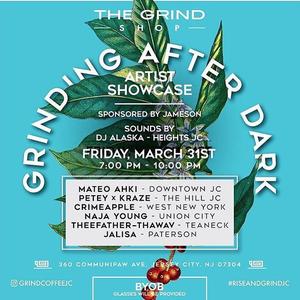 THE GRIND
SHOP
GRINDING AFTER DARK
ARTIST
SHOWCASE
SPONSORED BY JAMESON
SOUNDS BY
DJ ALASKA - HEIGHTS JC
FRIDAY, MARCH 31ST
7:00 PM - 10:00 PM
MATEO AHKI - DOWNTOWN JC
PETEY X KRAZE - THE HILL JC
CRIMEAPPLE - WEST NEW YORK
NAJA YOUNG - UNION CITY
THEEFATHER-THAWAV - TEANECK
JALISA - PATERSON
360 COMMUNIPAW AVE, JERSEY CITY, NJ 07304
@GRINDCOFFEEJC
BYOB
#RISEANDGRINDJC
GLASSES WILL BE PROVIDED